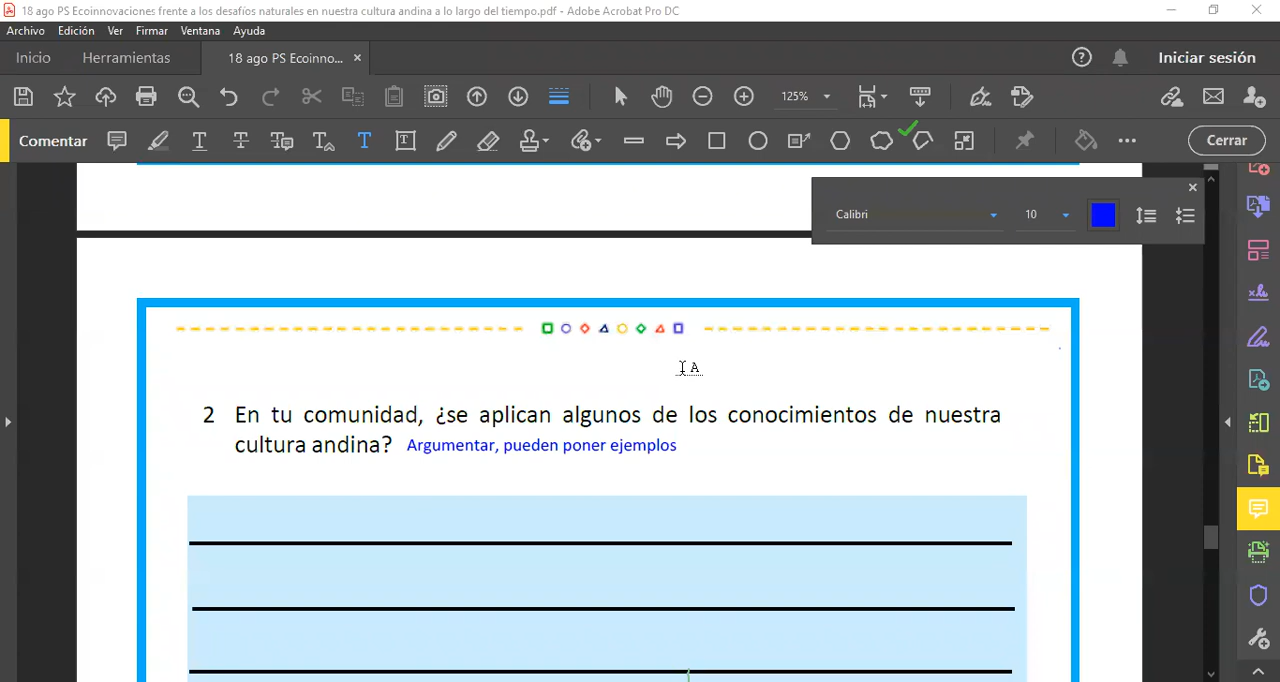 18 ago PS Ecoinnovaciones frente a los desafíos naturales en nuestra cultura andina a lo largo del tiempo.pdf - Adobe Acrobat Pro DC
Archivo Edición Ver Firmar Ventana Ayuda
Inicio Herramientas 18 ago PS Ecoinno... × Iniciar sesión
125%
Comentar Cerrar
Calibri 10
2 En tu comunidad, ¿se aplican algunos de los conocimientos de nuestra
cultura andina? Argumentar, pueden poner ejemplos